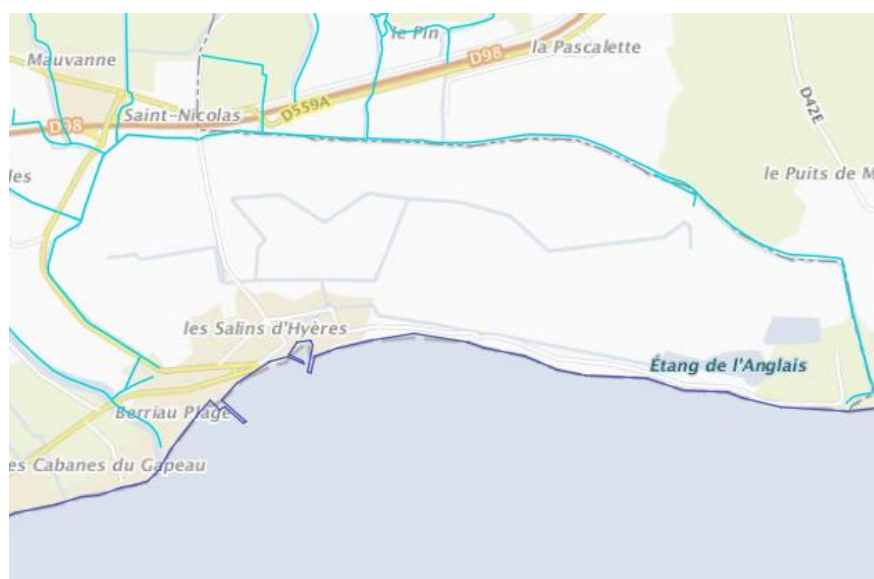 le Pin
la Pascalette
Mauvanne
D98
D42E
Saint-Nicolas
D559A
D98
les
le Puits de M
les Salins d'Hyères
Étang de l'Anglais
Berriau Plage
es Cabanes du Gapeau